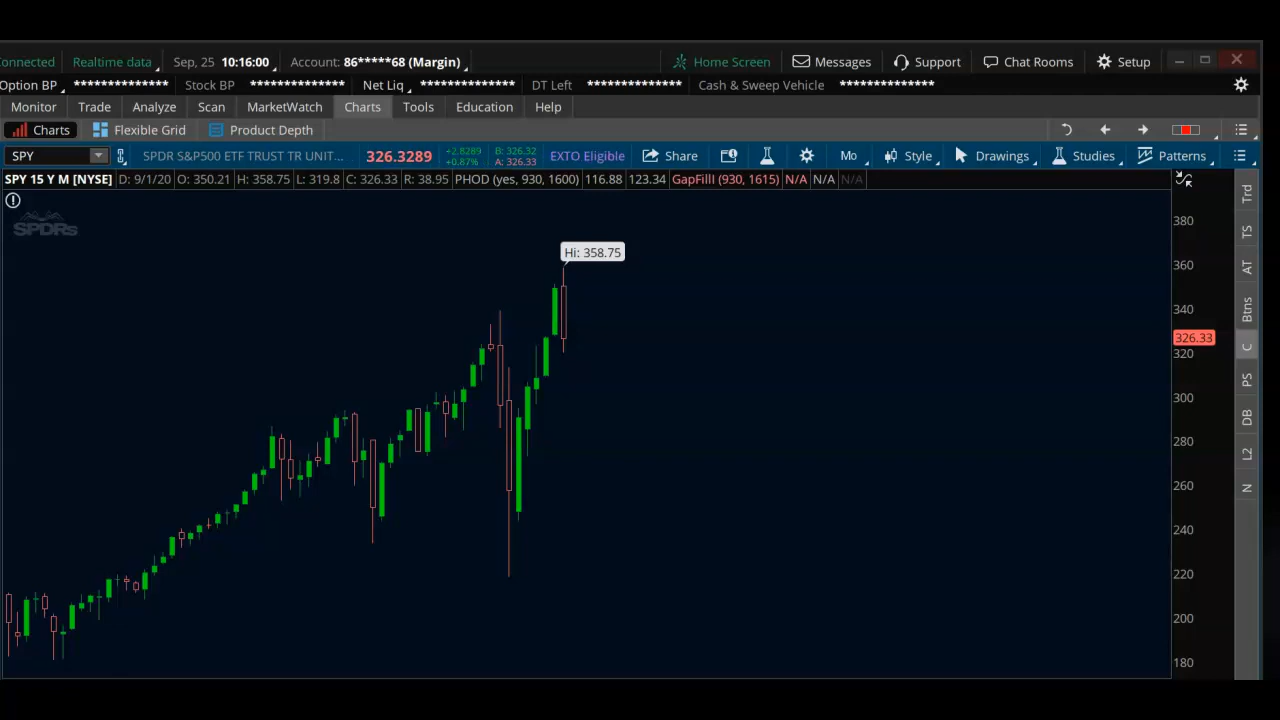 onnected Realtime data Sep, 25 10:16:00 Account: 86*****68 (Margin) Home Screen Messages Support Chat Rooms Setup
Option BP ************** Stock BP ************** Net Liq ************** DT Left ************** Cash & Sweep Vehicle **************
Monitor Trade Analyze Scan MarketWatch Charts Tools Education Help
Charts Flexible Grid Product Depth
SPY SPDR S&P500 ETF TRUST TR UNIT... 326.3289 +2.8289 B: 326.32 EXTO Eligible Share Mo Style Drawings Studies Patterns
+0.87% A: 326.33
SPY 15 Y M [NYSE] D: 9/1/20 O: 350.21 H: 358.75 L: 319.8 C: 326.33 R: 38.95 PHOD (yes, 930, 1600) 116.88 123.34 GapFillI (930, 1615) N/A N/A N/A
SPDRs
Hi: 358.75
380
360
340
326.33
320
300
280
260
240
220
200
180
Trd
TS
AT
Btns
C
PS
DB
L2
N